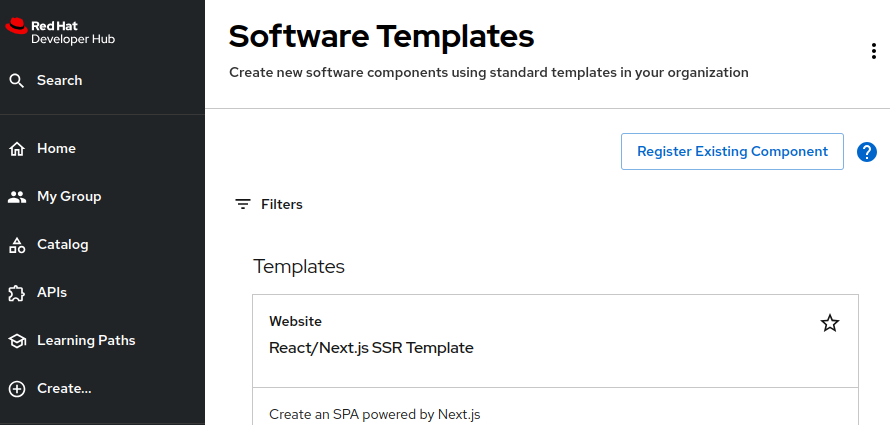 Red Hat
Developer Hub
Search
Home
My Group
Catalog
APIs
Learning Paths
Create...
Software Templates
Create new software components using standard templates in your organization
Register Existing Component
?
Filters
Templates
Website
React/Next.js SSR Template
Create an SPA powered by Next.js